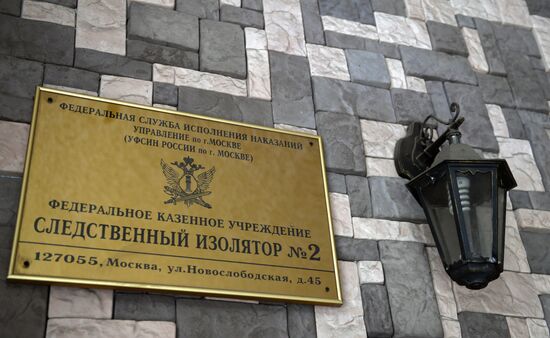 ФЕДЕРАЛЬНАЯ СЛУЖБА ИСПОЛНЕНИЯ НАКАЗАНИЙ
УПРАВЛЕНИЕ по г.МОСКВЕ
(УФСИН РОССИИ по г. МОСКВЕ)
ФЕДЕРАЛЬНОЕ КАЗЕННОЕ УЧРЕЖДЕНИЕ
СЛЕДСТВЕННЫЙ ИЗОЛЯТОР №2
127055, Москва, ул.Новослободская, д.45